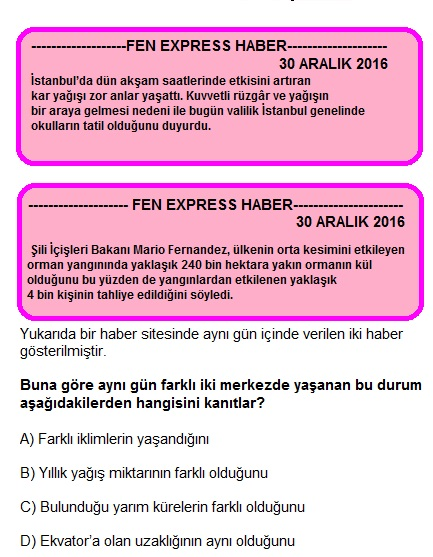 -------------------FEN EXPRESS HABER--------------------
30 ARALIK 2016
İstanbul'da dün akşam saatlerinde etkisini artıran
kar yağışı zor anlar yaşattı. Kuvvetli rüzgâr ve yağışın
bir araya gelmesi nedeni ile bugün valilik İstanbul genelinde
okulların tatil olduğunu duyurdu.
-------------------- FEN EXPRESS HABER----------------------
30 ARALIK 2016
Şili İçişleri Bakanı Mario Fernandez, ülkenin orta kesimini etkileyen
orman yangınında yaklaşık 240 bin hektara yakın ormanın kül
olduğunu bu yüzden de yangınlardan etkilenen yaklaşık
4 bin kişinin tahliye edildiğini söyledi.
Yukarıda bir haber sitesinde aynı gün içinde verilen iki haber
gösterilmiştir.
Buna göre aynı gün farklı iki merkezde yaşanan bu durum
aşağıdakilerden hangisini kanıtlar?
A) Farklı iklimlerin yaşandığını
B) Yıllık yağış miktarının farklı olduğunu
C) Bulunduğu yarım kürelerin farklı olduğunu
D) Ekvator'a olan uzaklığının aynı olduğunu